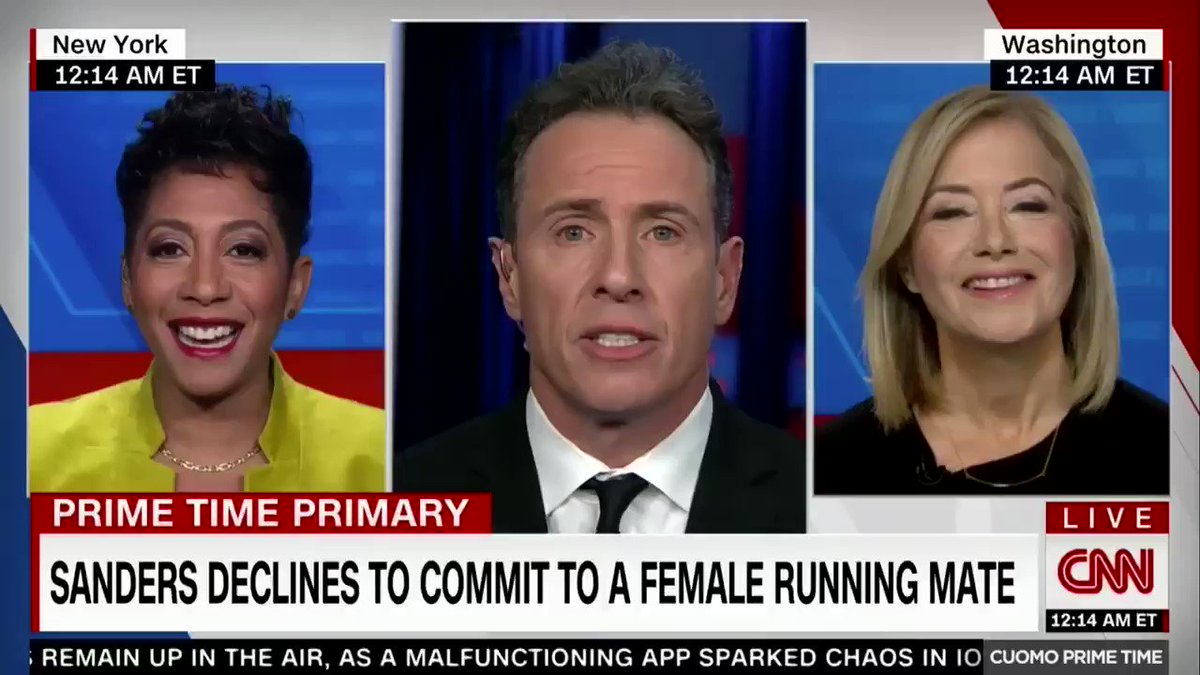 New York
12:14 AM ET
Washington
12:14 AM ET
PRIME TIME PRIMARY
SANDERS DECLINES TO COMMIT TO A FEMALE RUNNING MATE
LIVE
CNN
12:14 AM ET
REMAIN UP IN THE AIR, AS A MALFUNCTIONING APP SPARKED CHAOS IN
CUOMO PRIME TIME